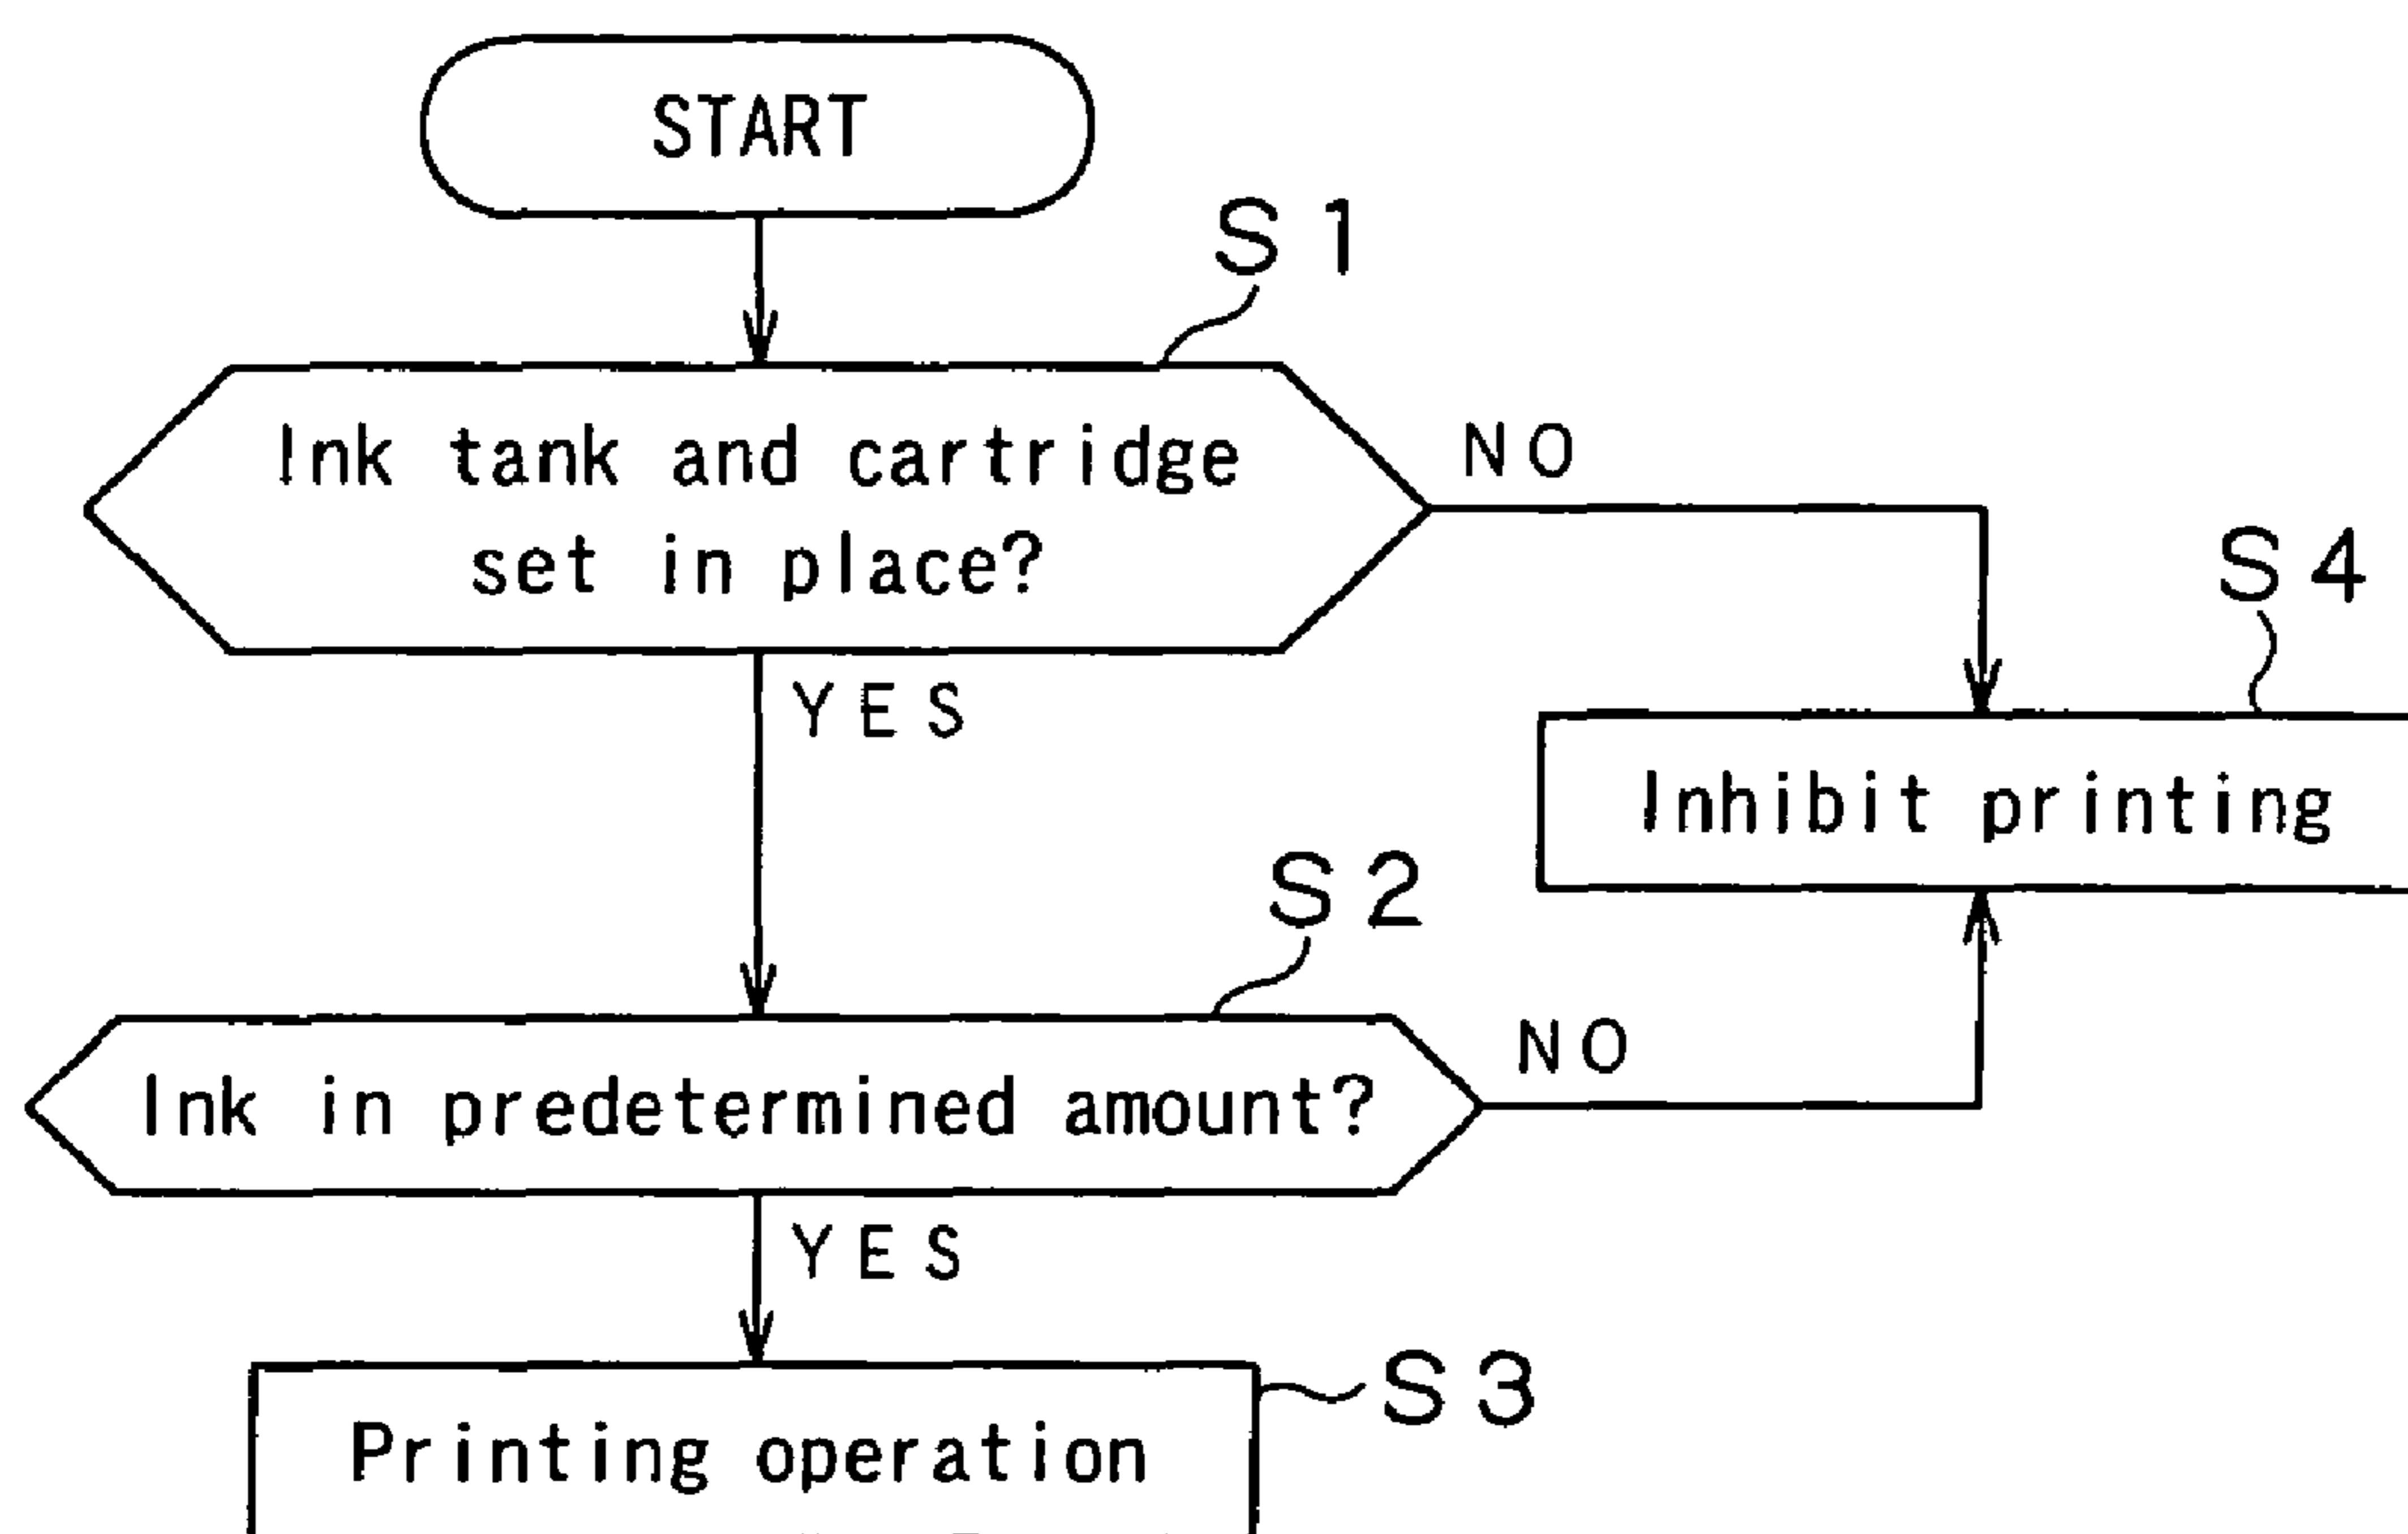 START
S1
Ink tank and cartridge
set in place?
NO
YES
S4
Inhibit printing
S2
Ink in predetermined amount?
NO
YES
S3
Printing operation